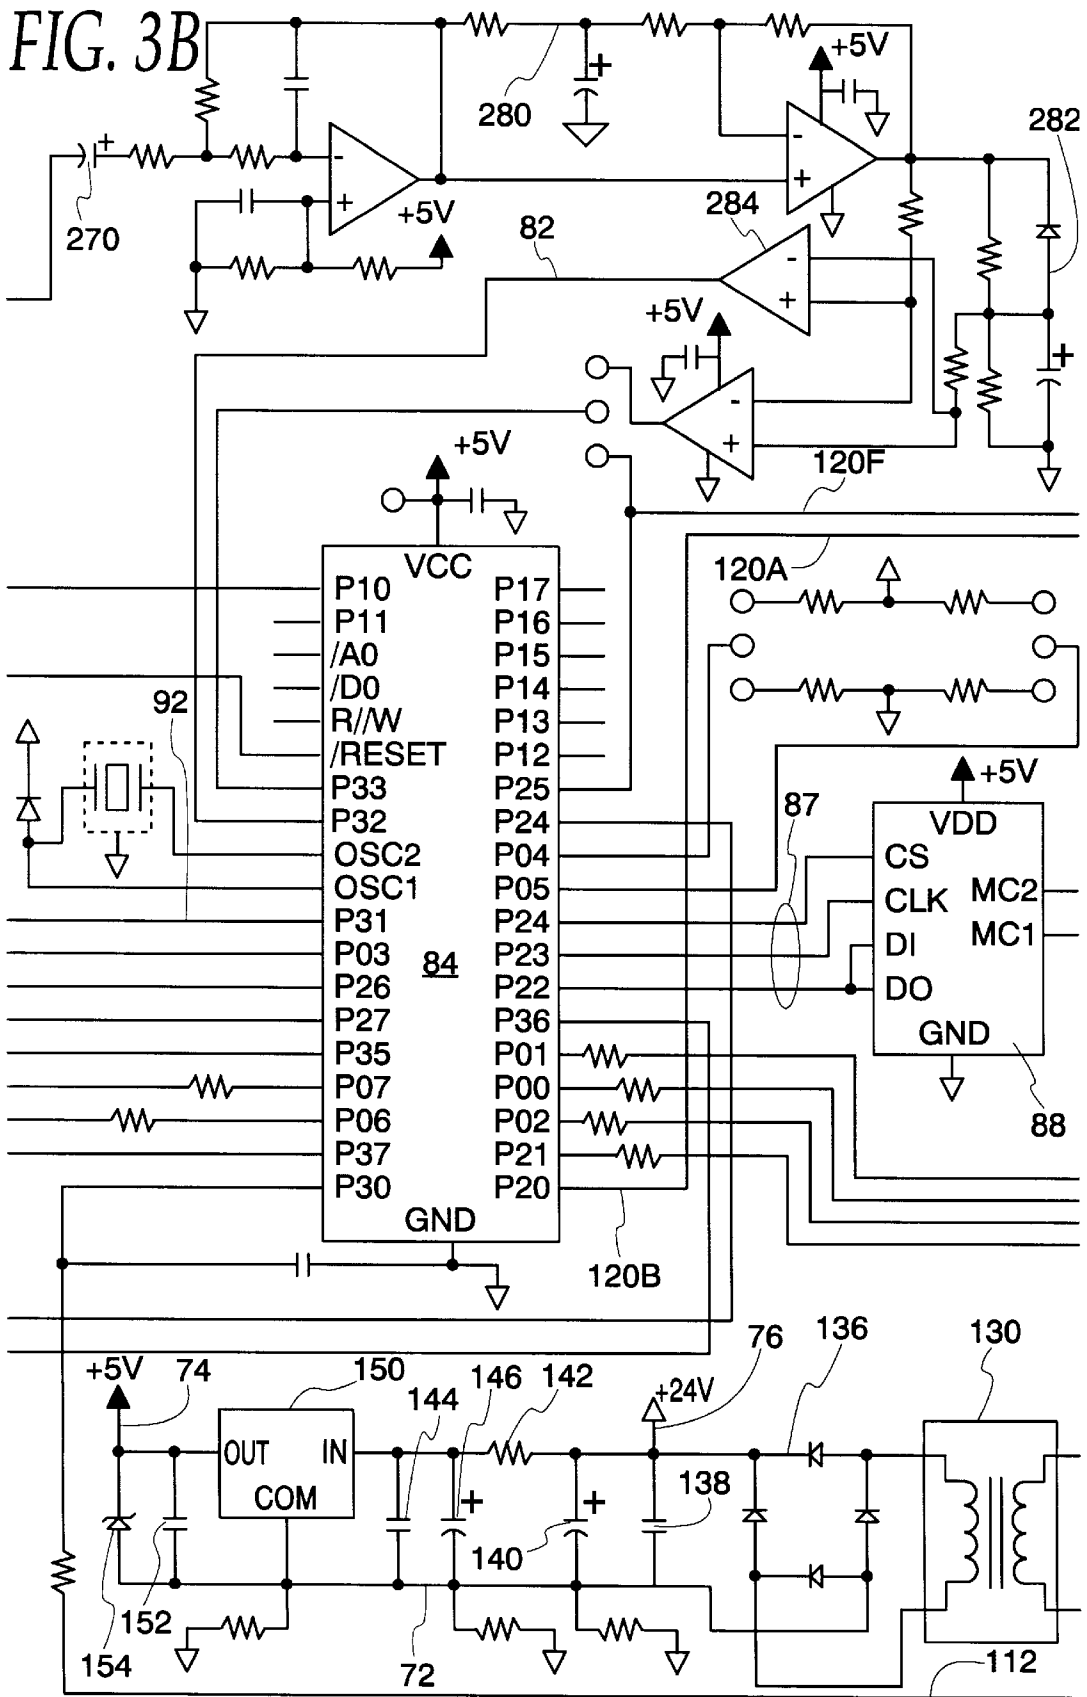 FIG. 3B
+
+5V
280
282
-
+
+
270
-
+
+5V
284
82
-
+
+5V
+
-
+
+5V
120F
VCC
120A
P10 P17
P11 P16
/A0 P15
/D0 P14
92
R//W P13
/RESET P12
P33 P25
+5V
P32 P24
87
VDD
OSC2 P04
CS
OSC1 P05
MC2
CLK
P31 P24
MC1
P03 84 P23
DI
P26 P22
DO
P27 P36
GND
P35 P01
P07 P00
P06 P02
88
P37 P21
P30 P20
GND
120B
+5V 74 150 144 146 142 76 136 130
+24V
OUT IN
COM
+
+
138
140
152
154
72
112